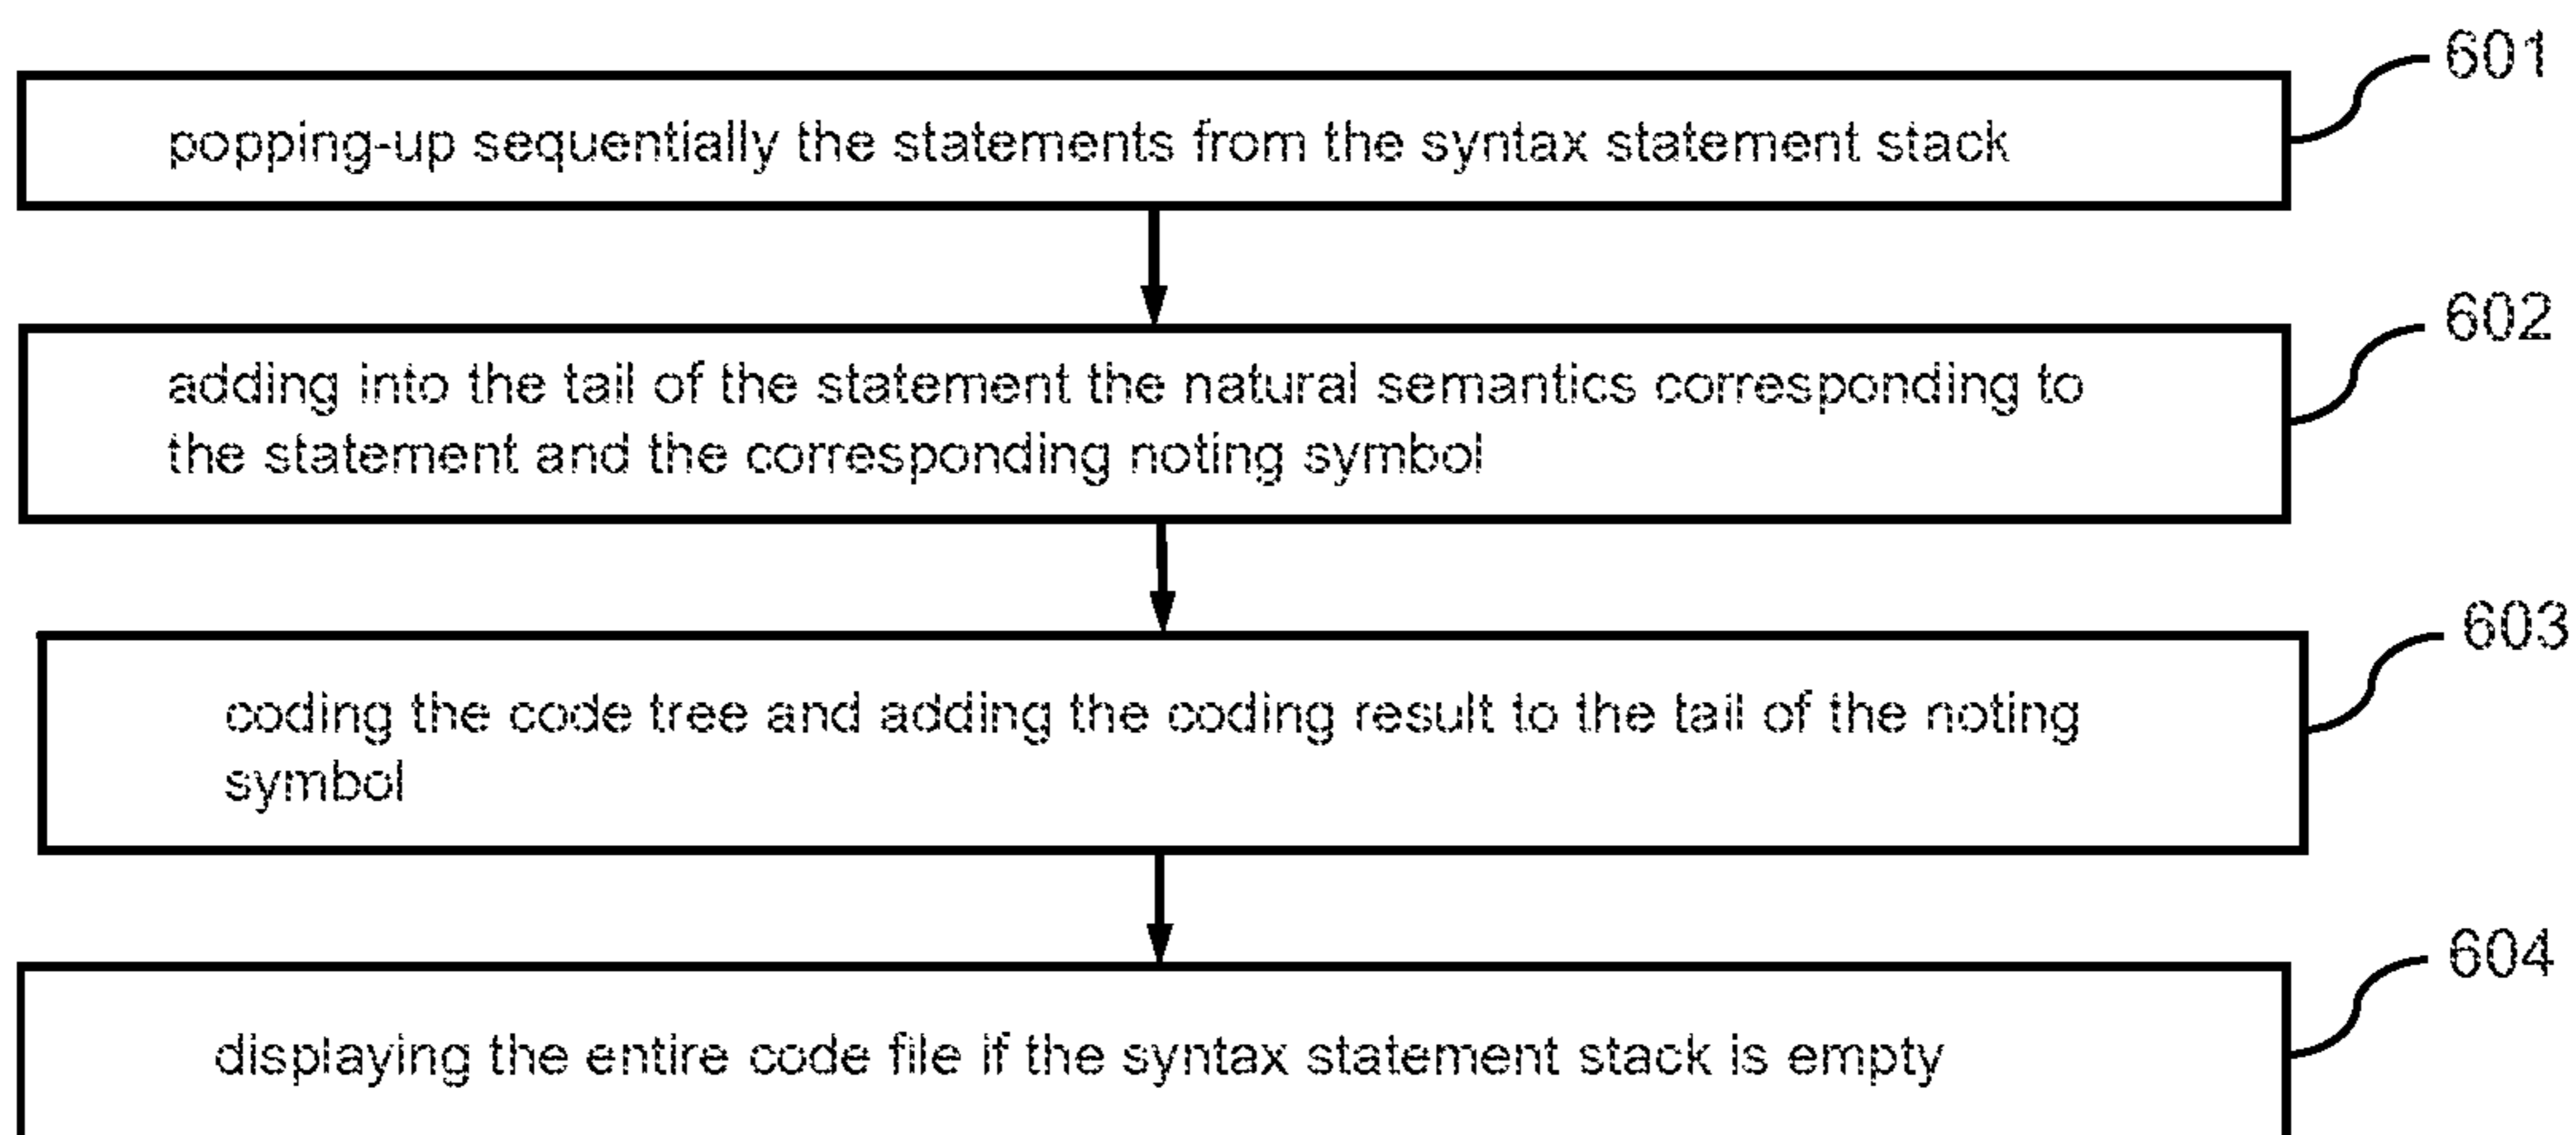 601
popping-up sequentially the statements from the syntax statement stack
602
adding into the tail of the statement the natural semantics corresponding to
the statement and the corresponding noting symbol
603
coding the code tree and adding the coding result to the tail of the noting
symbol
604
displaying the entire code file if the syntax statement stack is empty